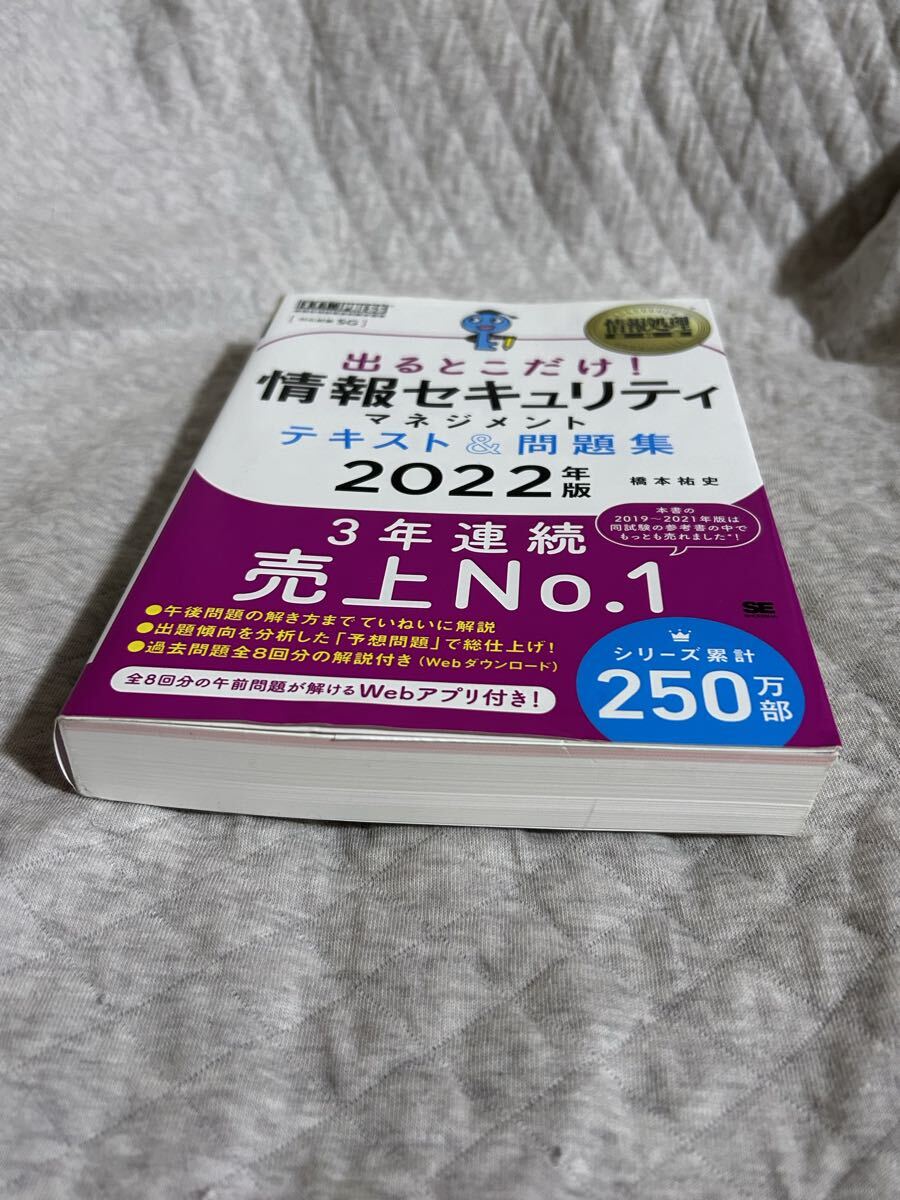 EXAMPRESS
SG
情報処理
出るとこだけ!
情報セキュリティ
マネジメント
テキスト&問題集
2022年版
橋本祐史
本書の
2019~2021年版は
同試験の参考書の中で
もっとも売れました*!
3年連続
売上No.1
SE
●午後問題の解き方までていねいに解説
●出題傾向を分析した「予想問題」で総仕上げ!
●過去問題全8回分の解説付き(Webダウンロード)
全8回分の午前問題が解けるWebアプリ付き!
シリーズ累計
250万部